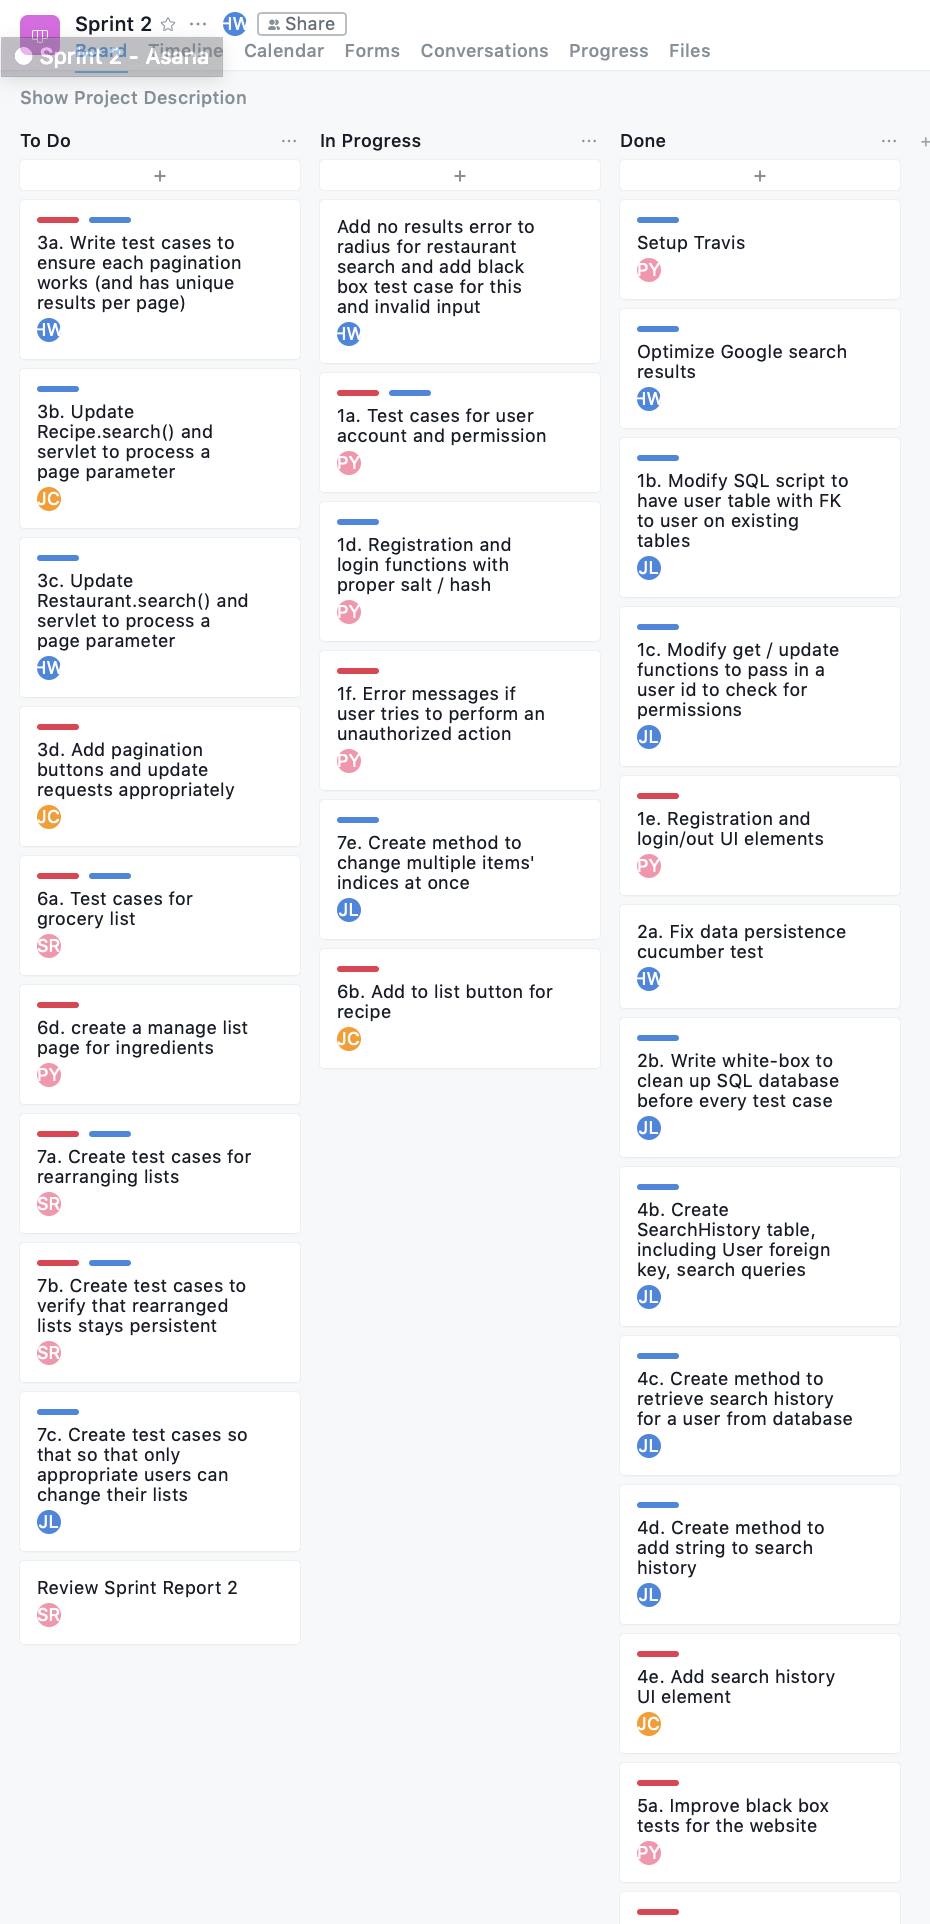 Sprint 2
HW
Share
Board Timeline Calendar Forms Conversations Progress Files
Sprint 2 - Asana
Show Project Description
To Do
+
3a. Write test cases to
ensure each pagination
works (and has unique
results per page)
HW
3b. Update
Recipe.search() and
servlet to process a
page parameter
JC
3c. Update
Restaurant.search() and
servlet to process a
page parameter
HW
3d. Add pagination
buttons and update
requests appropriately
JC
6a. Test cases for
grocery list
SR
6d. create a manage list
page for ingredients
PY
7a. Create test cases for
rearranging lists
SR
7b. Create test cases to
verify that rearranged
lists stays persistent
SR
7c. Create test cases so
that so that only
appropriate users can
change their lists
JL
Review Sprint Report 2
SR
In Progress
+
Add no results error to
radius for restaurant
search and add black
box test case for this
and invalid input
HW
1a. Test cases for user
account and permission
PY
1d. Registration and
login functions with
proper salt / hash
PY
1f. Error messages if
user tries to perform an
unauthorized action
PY
7e. Create method to
change multiple items'
indices at once
JL
6b. Add to list button for
recipe
JC
Done
+
+
Setup Travis
PY
Optimize Google search
results
HW
1b. Modify SQL script to
have user table with FK
to user on existing
tables
JL
1c. Modify get / update
functions to pass in a
user id to check for
permissions
JL
1e. Registration and
login/out UI elements
PY
2a. Fix data persistence
cucumber test
HW
2b. Write white-box to
clean up SQL database
before every test case
JL
4b. Create
SearchHistory table,
including User foreign
key, search queries
JL
4c. Create method to
retrieve search history
for a user from database
JL
4d. Create method to
add string to search
history
JL
4e. Add search history
UI element
JC
5a. Improve black box
tests for the website
PY